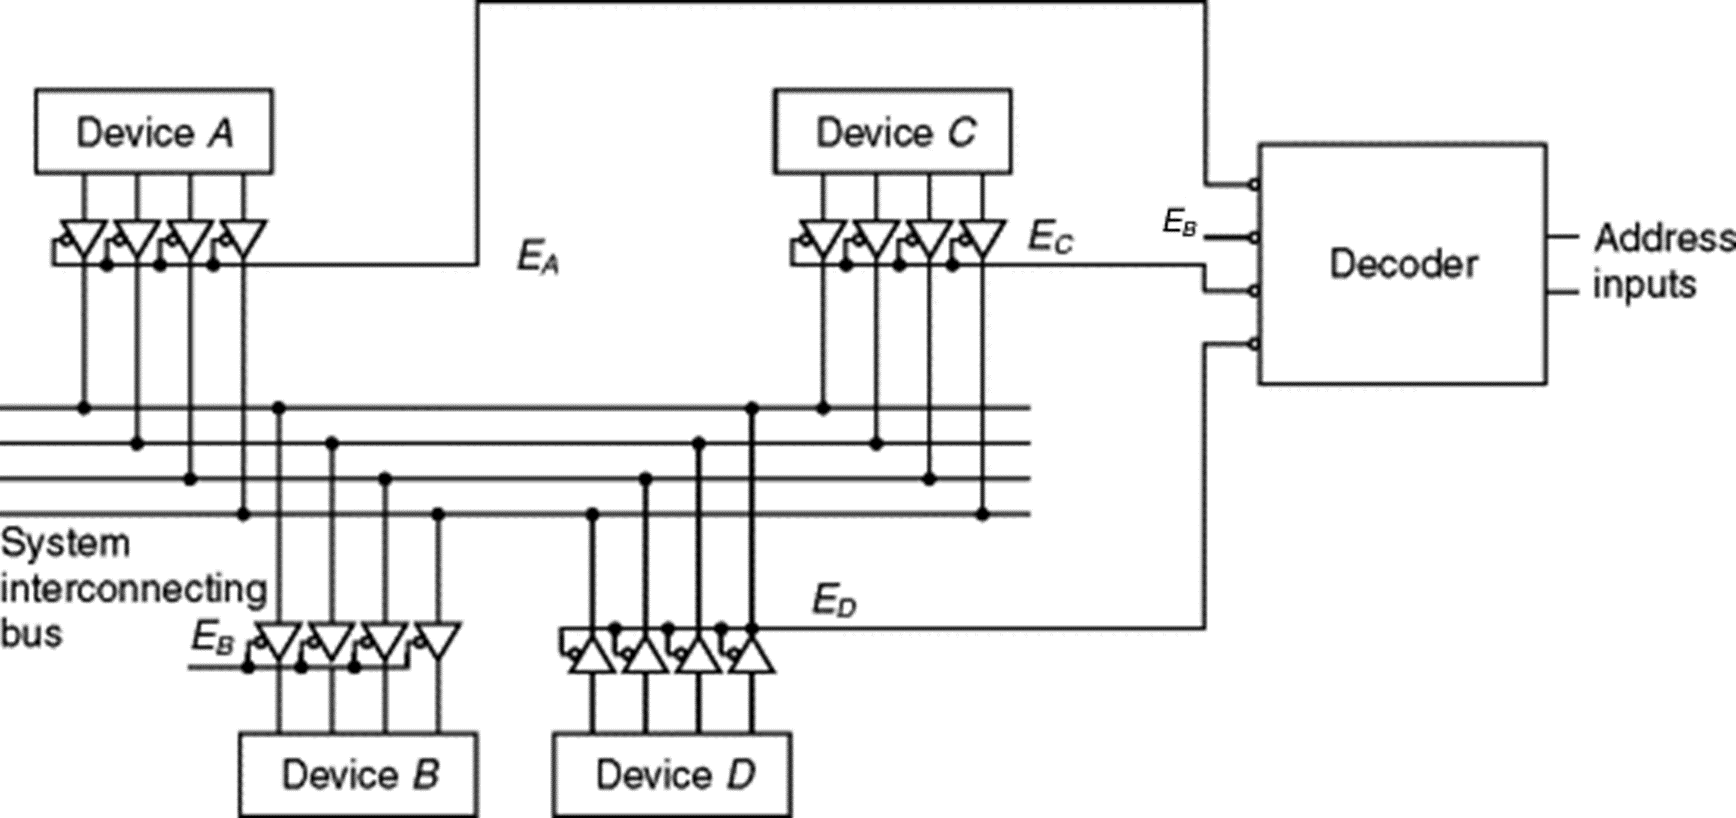 Device A
Device C
E_A
E_C
E_B
Decoder
Address
inputs
System
interconnecting
bus
E_B
E_D
Device B
Device D